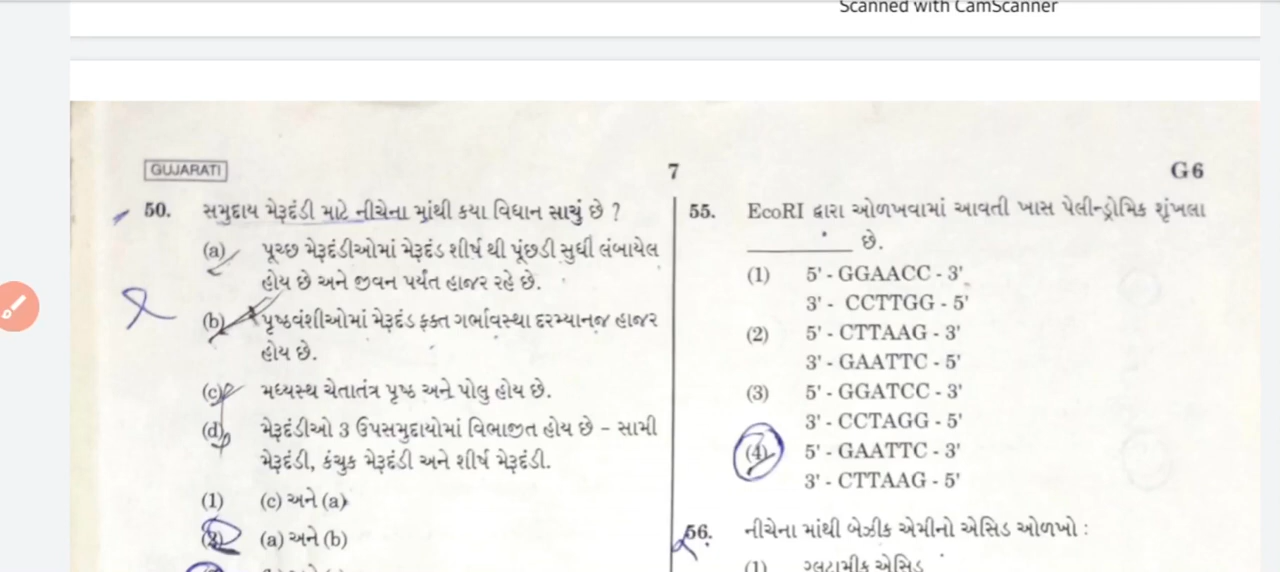 Scanned with CamScanner
GUJARATI
7
G6
50. સમુદાય મેરૂદંડી માટે નીચેના માંથી કયા વિધાન સાચું છે ?
(a) પૂચ્છ મેરૂદંડીઓમાં મેરૂદંડ શીર્ષ થી પૂંછડી સુધી લંબાયેલ
હોય છે અને જીવન પર્યંત હાજર રહે છે.
(b) પૃષ્ઠવંશીઓમાં મેરૂદંડ ફક્ત ગર્ભાવસ્થા દરમ્યાનજ હાજર
હોય છે.
(c) મધ્યસ્થ ચેતાતંત્ર પૃષ્ઠ અને પોલુ હોય છે.
(d) મેરૂદંડીઓ 3 ઉપસમુદાયોમાં વિભાજીત હોય છે – સામી
મેરૂદંડી, કંચુક મેરૂદંડી અને શીર્ષ મેરૂદંડી.
(1) (c) અને (a)
(2) (a) અને (b)
55. EcoRI દ્વારા ઓળખવામાં આવતી ખાસ પેલીન્ડ્રોમિક શૃંખલા
__________ છે.
(1) 5' - GGAACC - 3'
3' - CCTTGG - 5'
(2) 5' - CTTAAG - 3'
3' - GAATTC - 5'
(3) 5' - GGATCC - 3'
3' - CCTAGG - 5'
(4) 5' - GAATTC - 3'
3' - CTTAAG - 5'
56. નીચેના માંથી બેઝીક એમીનો એસિડ ઓળખો :
(1) ગ્લુટામીક એસિડ